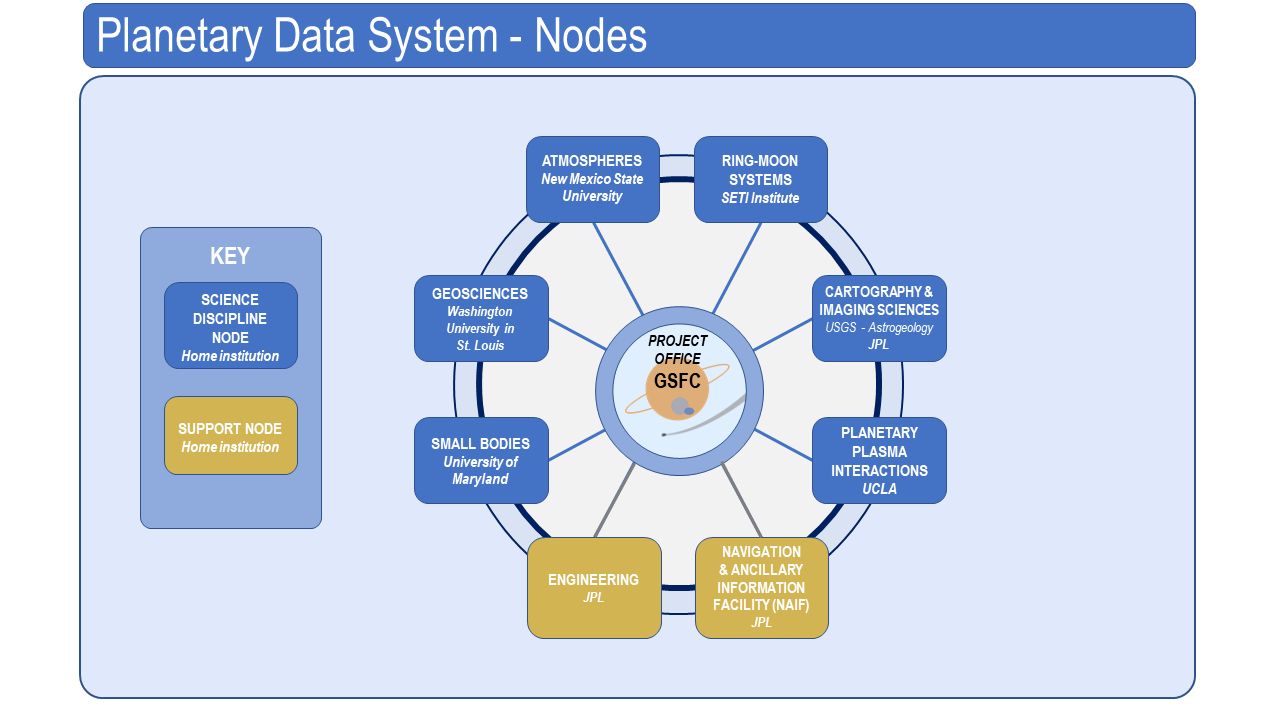 Planetary Data System - Nodes
ATMOSPHERES
New Mexico State
University
RING-MOON
SYSTEMS
SETI Institute
KEY
SCIENCE
DISCIPLINE
NODE
Home institution
SUPPORT NODE
Home institution
GEOSCIENCES
Washington
University in
St. Louis
CARTOGRAPHY &
IMAGING SCIENCES
USGS - Astrogeology
JPL
PROJECT
OFFICE
GSFC
SMALL BODIES
University of
Maryland
PLANETARY
PLASMA
INTERACTIONS
UCLA
ENGINEERING
JPL
NAVIGATION
& ANCILLARY
INFORMATION
FACILITY (NAIF)
JPL